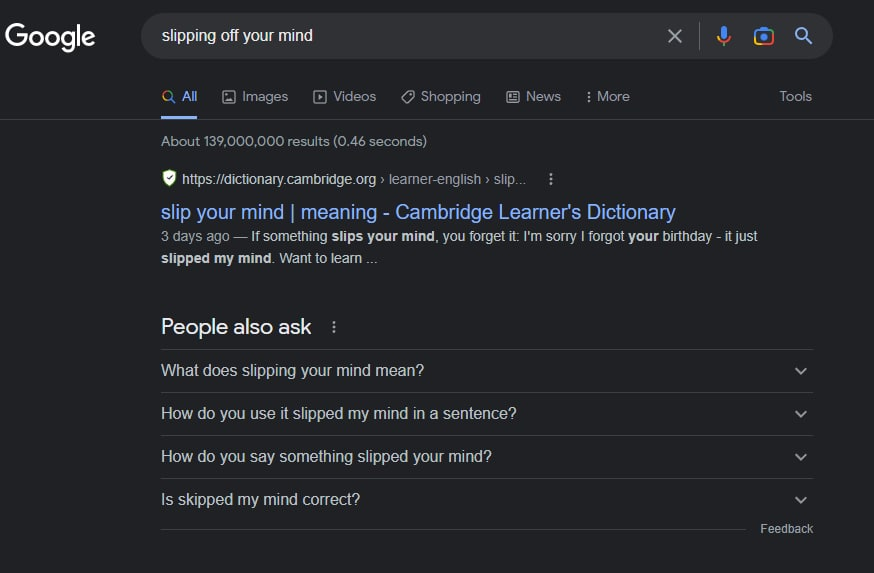 Google
slipping off your mind
All Images Videos Shopping News More Tools
About 139,000,000 results (0.46 seconds)
https://dictionary.cambridge.org › learner-english › slip...
slip your mind | meaning - Cambridge Learner's Dictionary
3 days ago — If something slips your mind, you forget it: I'm sorry I forgot your birthday - it just
slipped my mind. Want to learn ...
People also ask
What does slipping your mind mean?
How do you use it slipped my mind in a sentence?
How do you say something slipped your mind?
Is skipped my mind correct?
Feedback